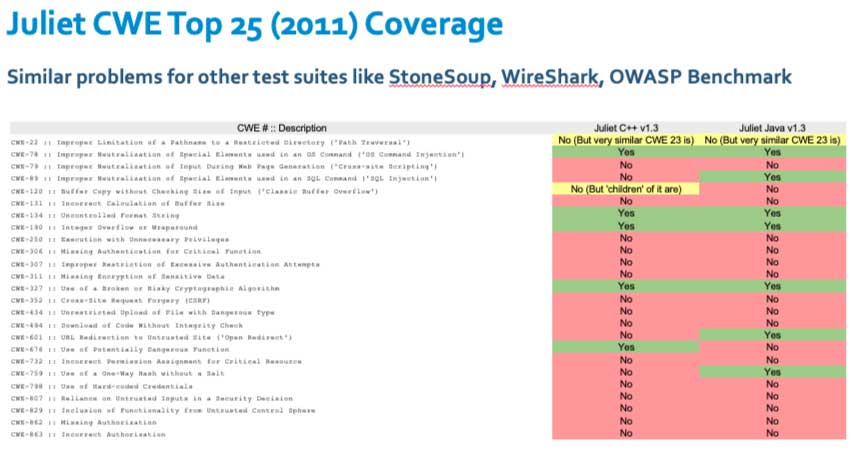 Juliet CWE Top 25 (2011) Coverage
Similar problems for other test suites like StoneSoup, WireShark, OWASP Benchmark
CWE # :: Description Juliet C++ v1.3 Juliet Java v1.3
CWE-22 :: Improper Limitation of a Pathname to a Restricted Directory ('Path Traversal') No (But very similar CWE 23 is) No (But very similar CWE 23 is)
CWE-78 :: Improper Neutralization of Special Elements used in an OS Command ('OS Command Injection') Yes Yes
CWE-79 :: Improper Neutralization of Input During Web Page Generation ('Cross-site Scripting') No No
CWE-89 :: Improper Neutralization of Special Elements used in an SQL Command ('SQL Injection') No Yes
CWE-120 :: Buffer Copy without Checking Size of Input ('Classic Buffer Overflow') No (But 'children' of it are) No
CWE-131 :: Incorrect Calculation of Buffer Size No No
CWE-134 :: Uncontrolled Format String Yes Yes
CWE-190 :: Integer Overflow or Wraparound Yes Yes
CWE-250 :: Execution with Unnecessary Privileges No No
CWE-306 :: Missing Authentication for Critical Function No No
CWE-307 :: Improper Restriction of Excessive Authentication Attempts No No
CWE-311 :: Missing Encryption of Sensitive Data No No
CWE-327 :: Use of a Broken or Risky Cryptographic Algorithm Yes Yes
CWE-352 :: Cross-Site Request Forgery (CSRF) No No
CWE-434 :: Unrestricted Upload of File with Dangerous Type No No
CWE-494 :: Download of Code Without Integrity Check No No
CWE-601 :: URL Redirection to Untrusted Site ('Open Redirect') No Yes
CWE-676 :: Use of Potentially Dangerous Function Yes No
CWE-732 :: Incorrect Permission Assignment for Critical Resource No No
CWE-759 :: Use of a One-Way Hash without a Salt No Yes
CWE-798 :: Use of Hard-coded Credentials No No
CWE-807 :: Reliance on Untrusted Inputs in a Security Decision No No
CWE-829 :: Inclusion of Functionality from Untrusted Control Sphere No No
CWE-862 :: Missing Authorization No No
CWE-863 :: Incorrect Authorization No No